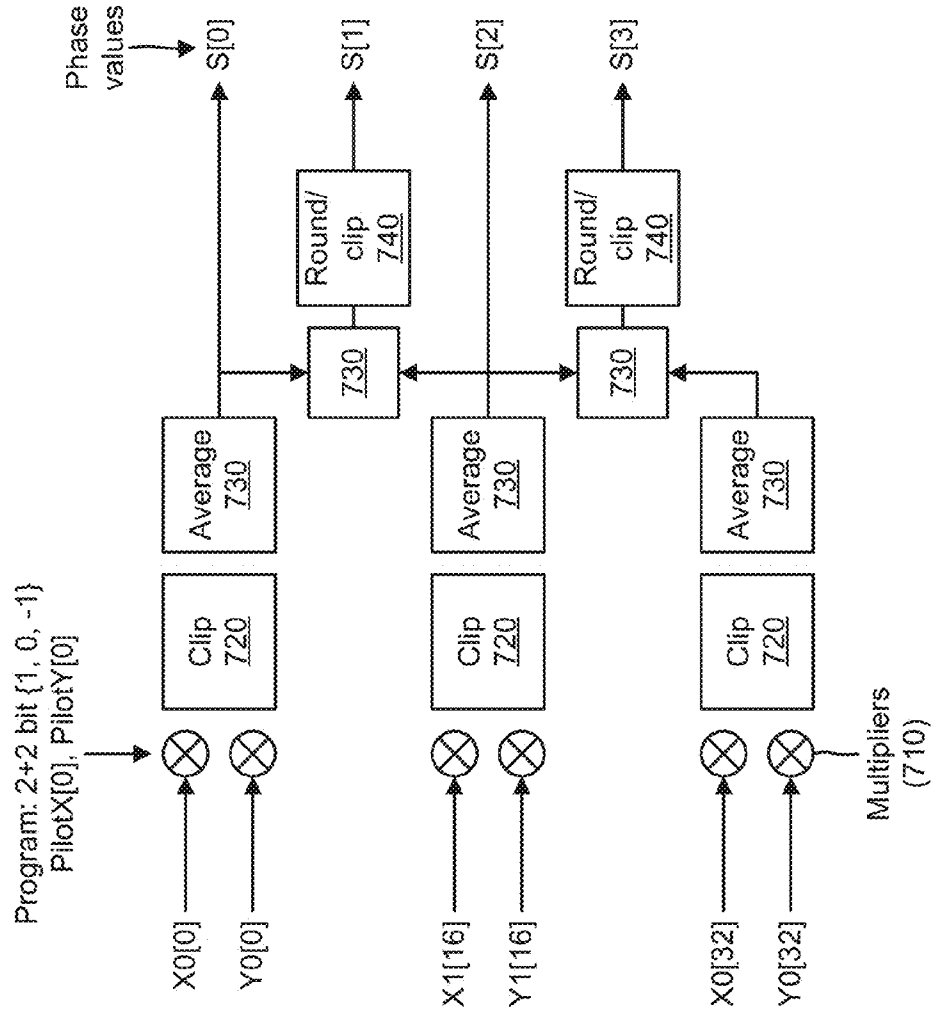 Program: 2+2 bit {1, 0, -1}
PilotX[0], PilotY[0]
Phase
values
X0[0]
Y0[0]
Clip
720
Average
730
S[0]
730
Round/
clip
740
S[1]
X1[16]
Y1[16]
Clip
720
Average
730
S[2]
730
Round/
clip
740
S[3]
X0[32]
Y0[32]
Clip
720
Average
730
Multipliers
(710)